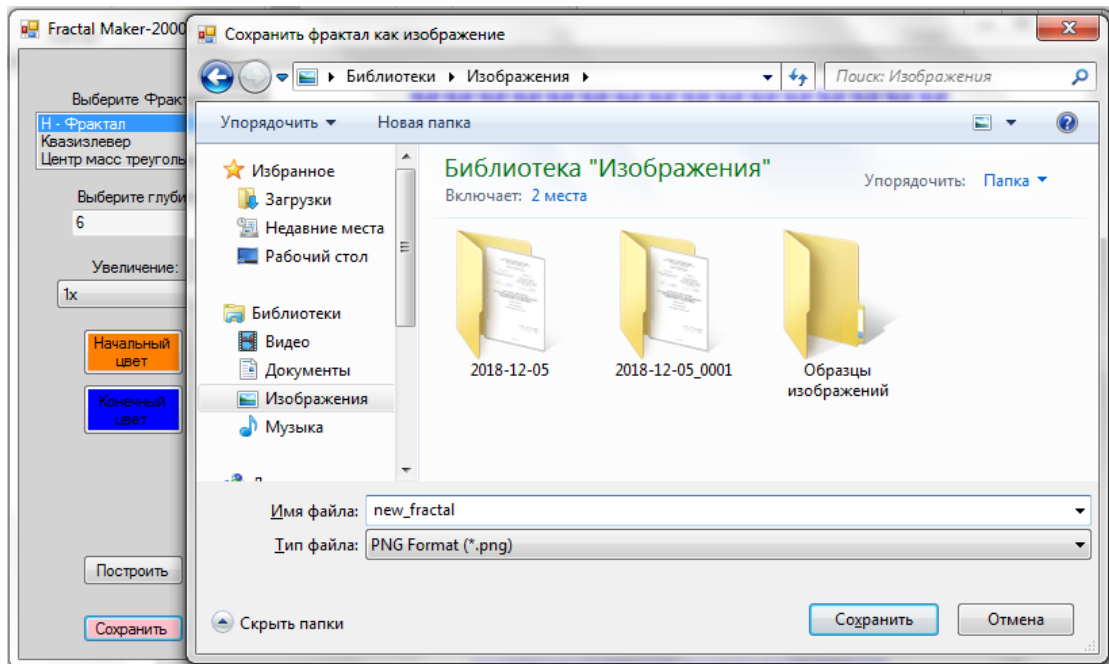 Fractal Maker-2000
Выберите
Н - Фрактал
Квазизлевер
Центр масс
Выберите
6
Увеличение:
1x
Начальный
цвет
Конечный
цвет
Построить
Сохранить
Сохранить фрактал как изображение
Библиотеки
Изображения
Поиск: Изображения
Упорядочить
Новая папка
Избранное
Загрузки
Недавние места
Рабочий стол
Библиотеки
Видео
Документы
Изображения
Музыка
Библиотека "Изображения"
Включает: 2 места
Упорядочить: Папка
2018-12-05
2018-12-05_0001
Образцы
изображений
Имя файла: new_fractal
Тип файла: PNG Format (*.png)
Скрыть папки
Сохранить
Отмена